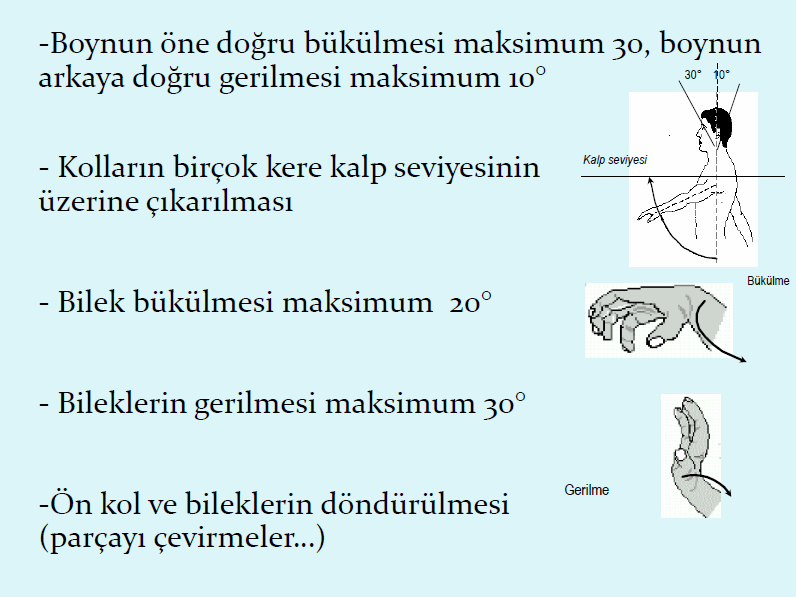 -Boynun öne doğru bükülmesi maksimum 30, boynun
arkaya doğru gerilmesi maksimum 10°
30° 10°
Kalp seviyesi
- Kolların birçok kere kalp seviyesinin
üzerine çıkarılması
Bükülme
- Bilek bükülmesi maksimum 20°
- Bileklerin gerilmesi maksimum 30°
Gerilme
-Ön kol ve bileklerin döndürülmesi
(parçayı çevirmeler...)